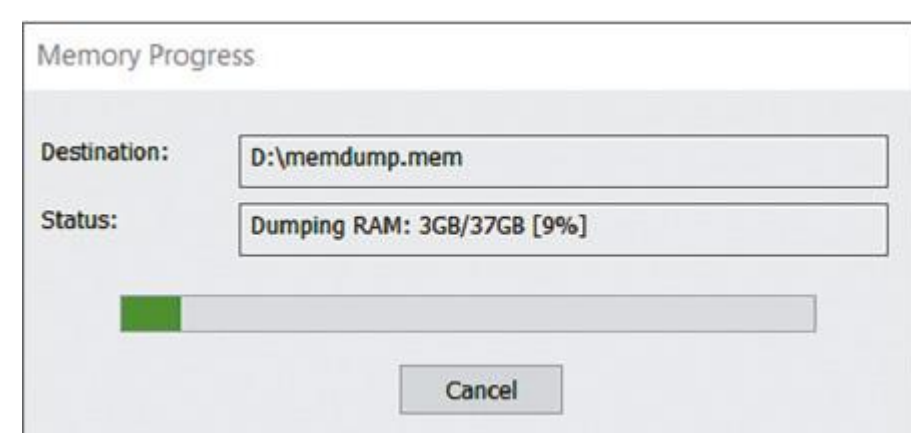 Memory Progress
Destination: D:\memdump.mem
Status: Dumping RAM: 3GB/37GB [9%]
Cancel